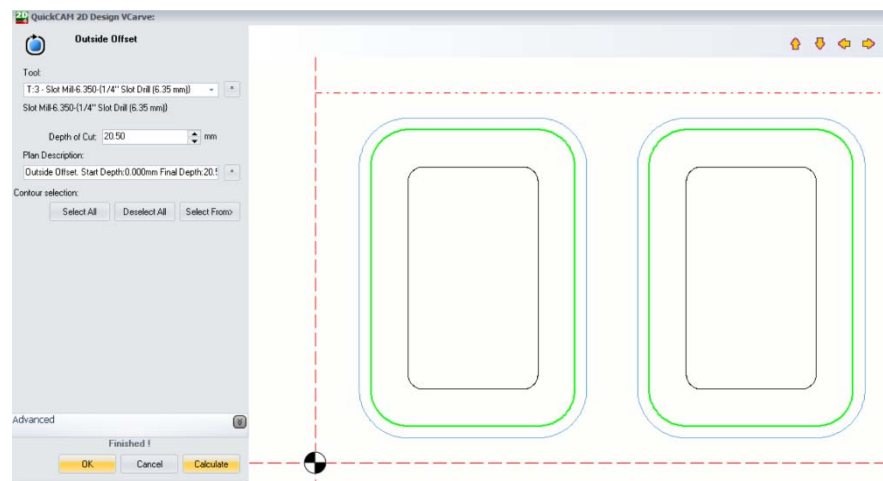 QuickCAM 2D Design VCarve:
Outside Offset
Tool:
T:3 - Slot Mill-6.350-(1/4'' Slot Drill (6.35 mm))
Slot Mill-6.350-(1/4'' Slot Drill (6.35 mm))
Depth of Cut: 20.50 mm
Plan Description:
Outside Offset. Start Depth:0.000mm Final Depth:20.5
Contour selection:
Select All Deselect All Select From>
Advanced
Finished !
OK Cancel Calculate